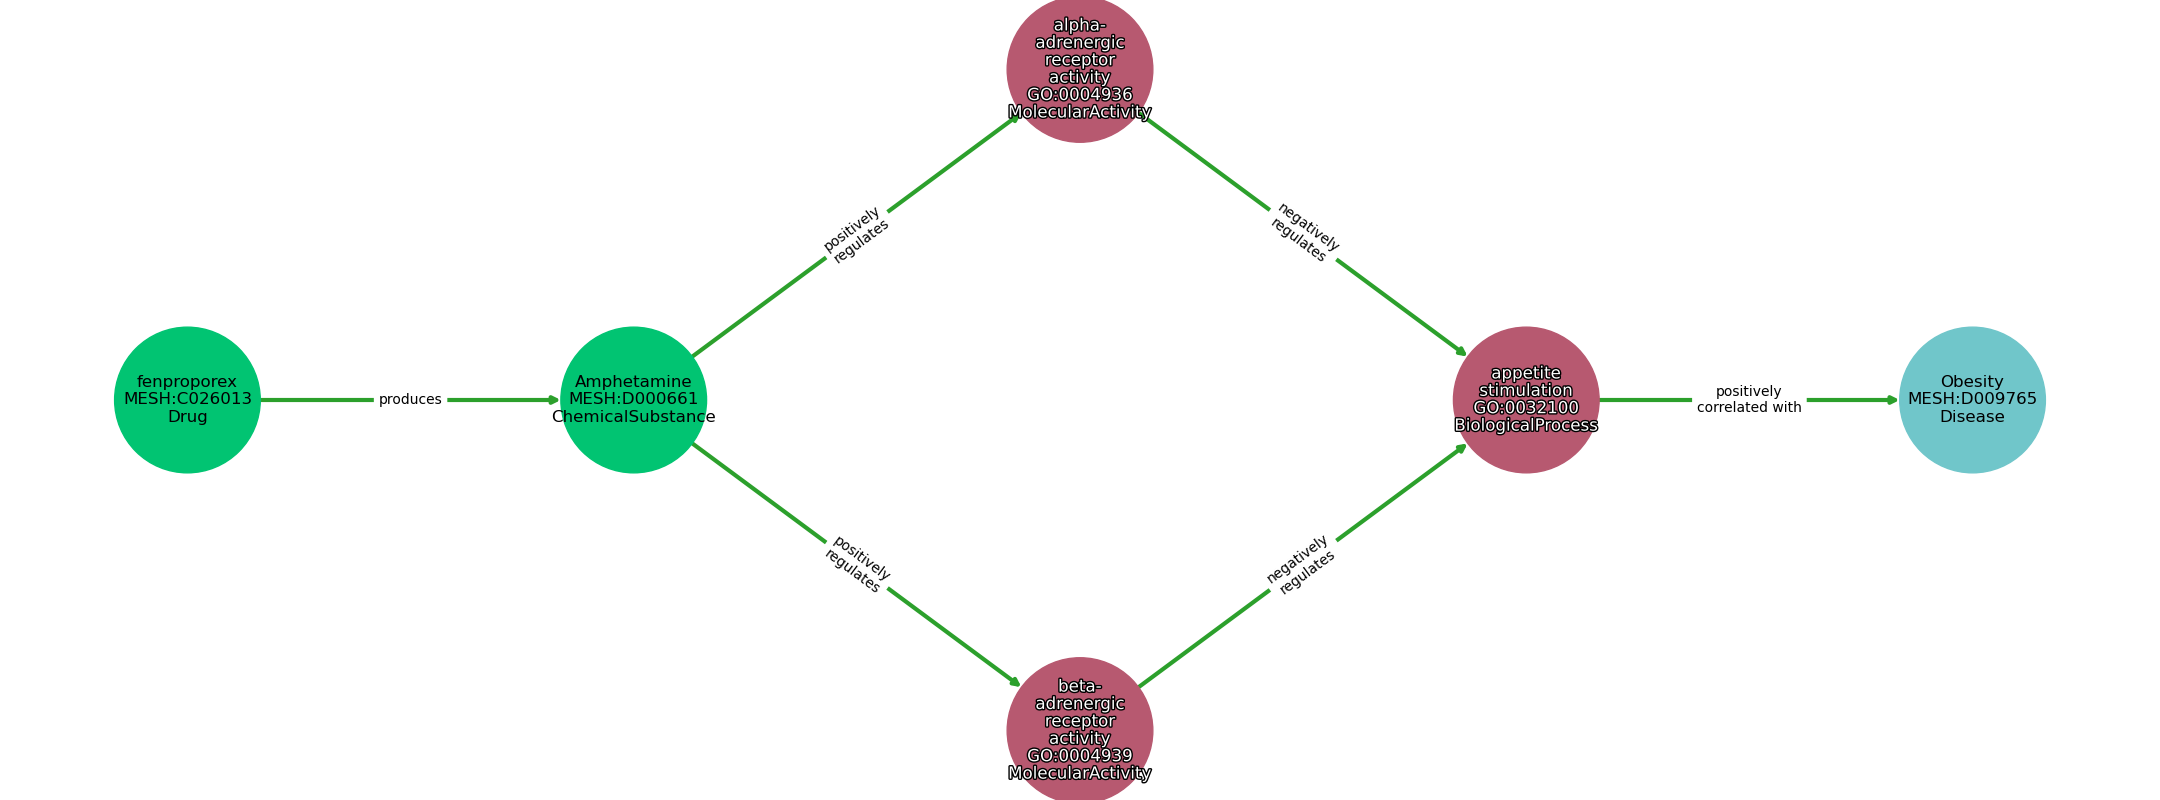 alpha-
adrenergic
receptor
activity
GO:0004936
MolecularActivity
positively
regulates
negatively
regulates
fenproporex
MESH:C026013
Drug
produces
Amphetamine
MESH:D000661
ChemicalSubstance
appetite
stimulation
GO:0032100
BiologicalProcess
positively
correlated with
Obesity
MESH:D009765
Disease
positively
regulates
negatively
regulates
beta-
adrenergic
receptor
activity
GO:0004939
MolecularActivity